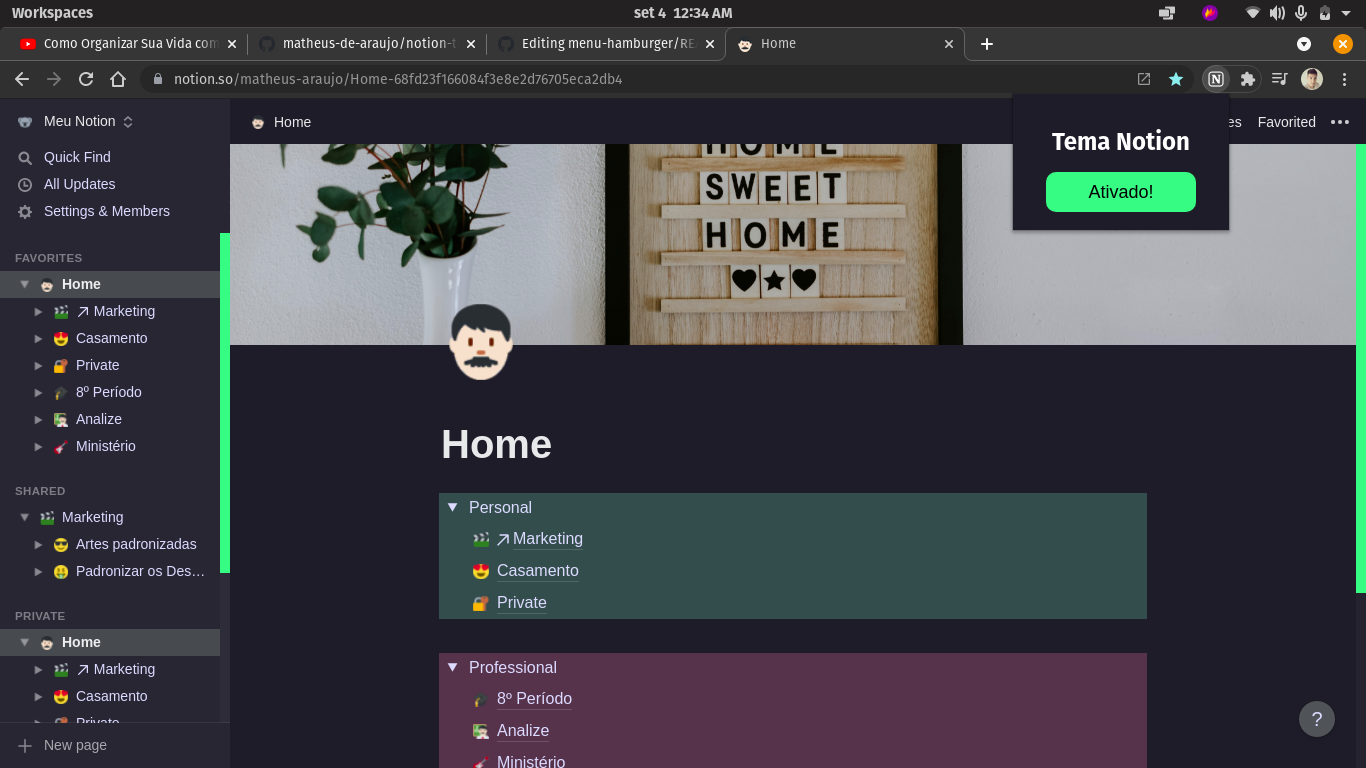 Workspaces
set 4 12:34 AM
Como Organizar Sua Vida com
matheus-de-araujo/notion-t
Editing menu-hamburger/RE
Home
notion.so/matheus-araujo/Home-68fd23f166084f3e8e2d76705eca2db4
Meu Notion
Home
Favorited
Quick Find
All Updates
Settings & Members
Tema Notion
Ativado!
HOME
SWEET
HOME
FAVORITES
Home
Marketing
Casamento
Private
8º Período
Analize
Ministério
SHARED
Marketing
Artes padronizadas
Padronizar os Des…
PRIVATE
Home
Marketing
Casamento
Private
New page
Home
Personal
Marketing
Casamento
Private
Professional
8º Período
Analize
Ministério
?